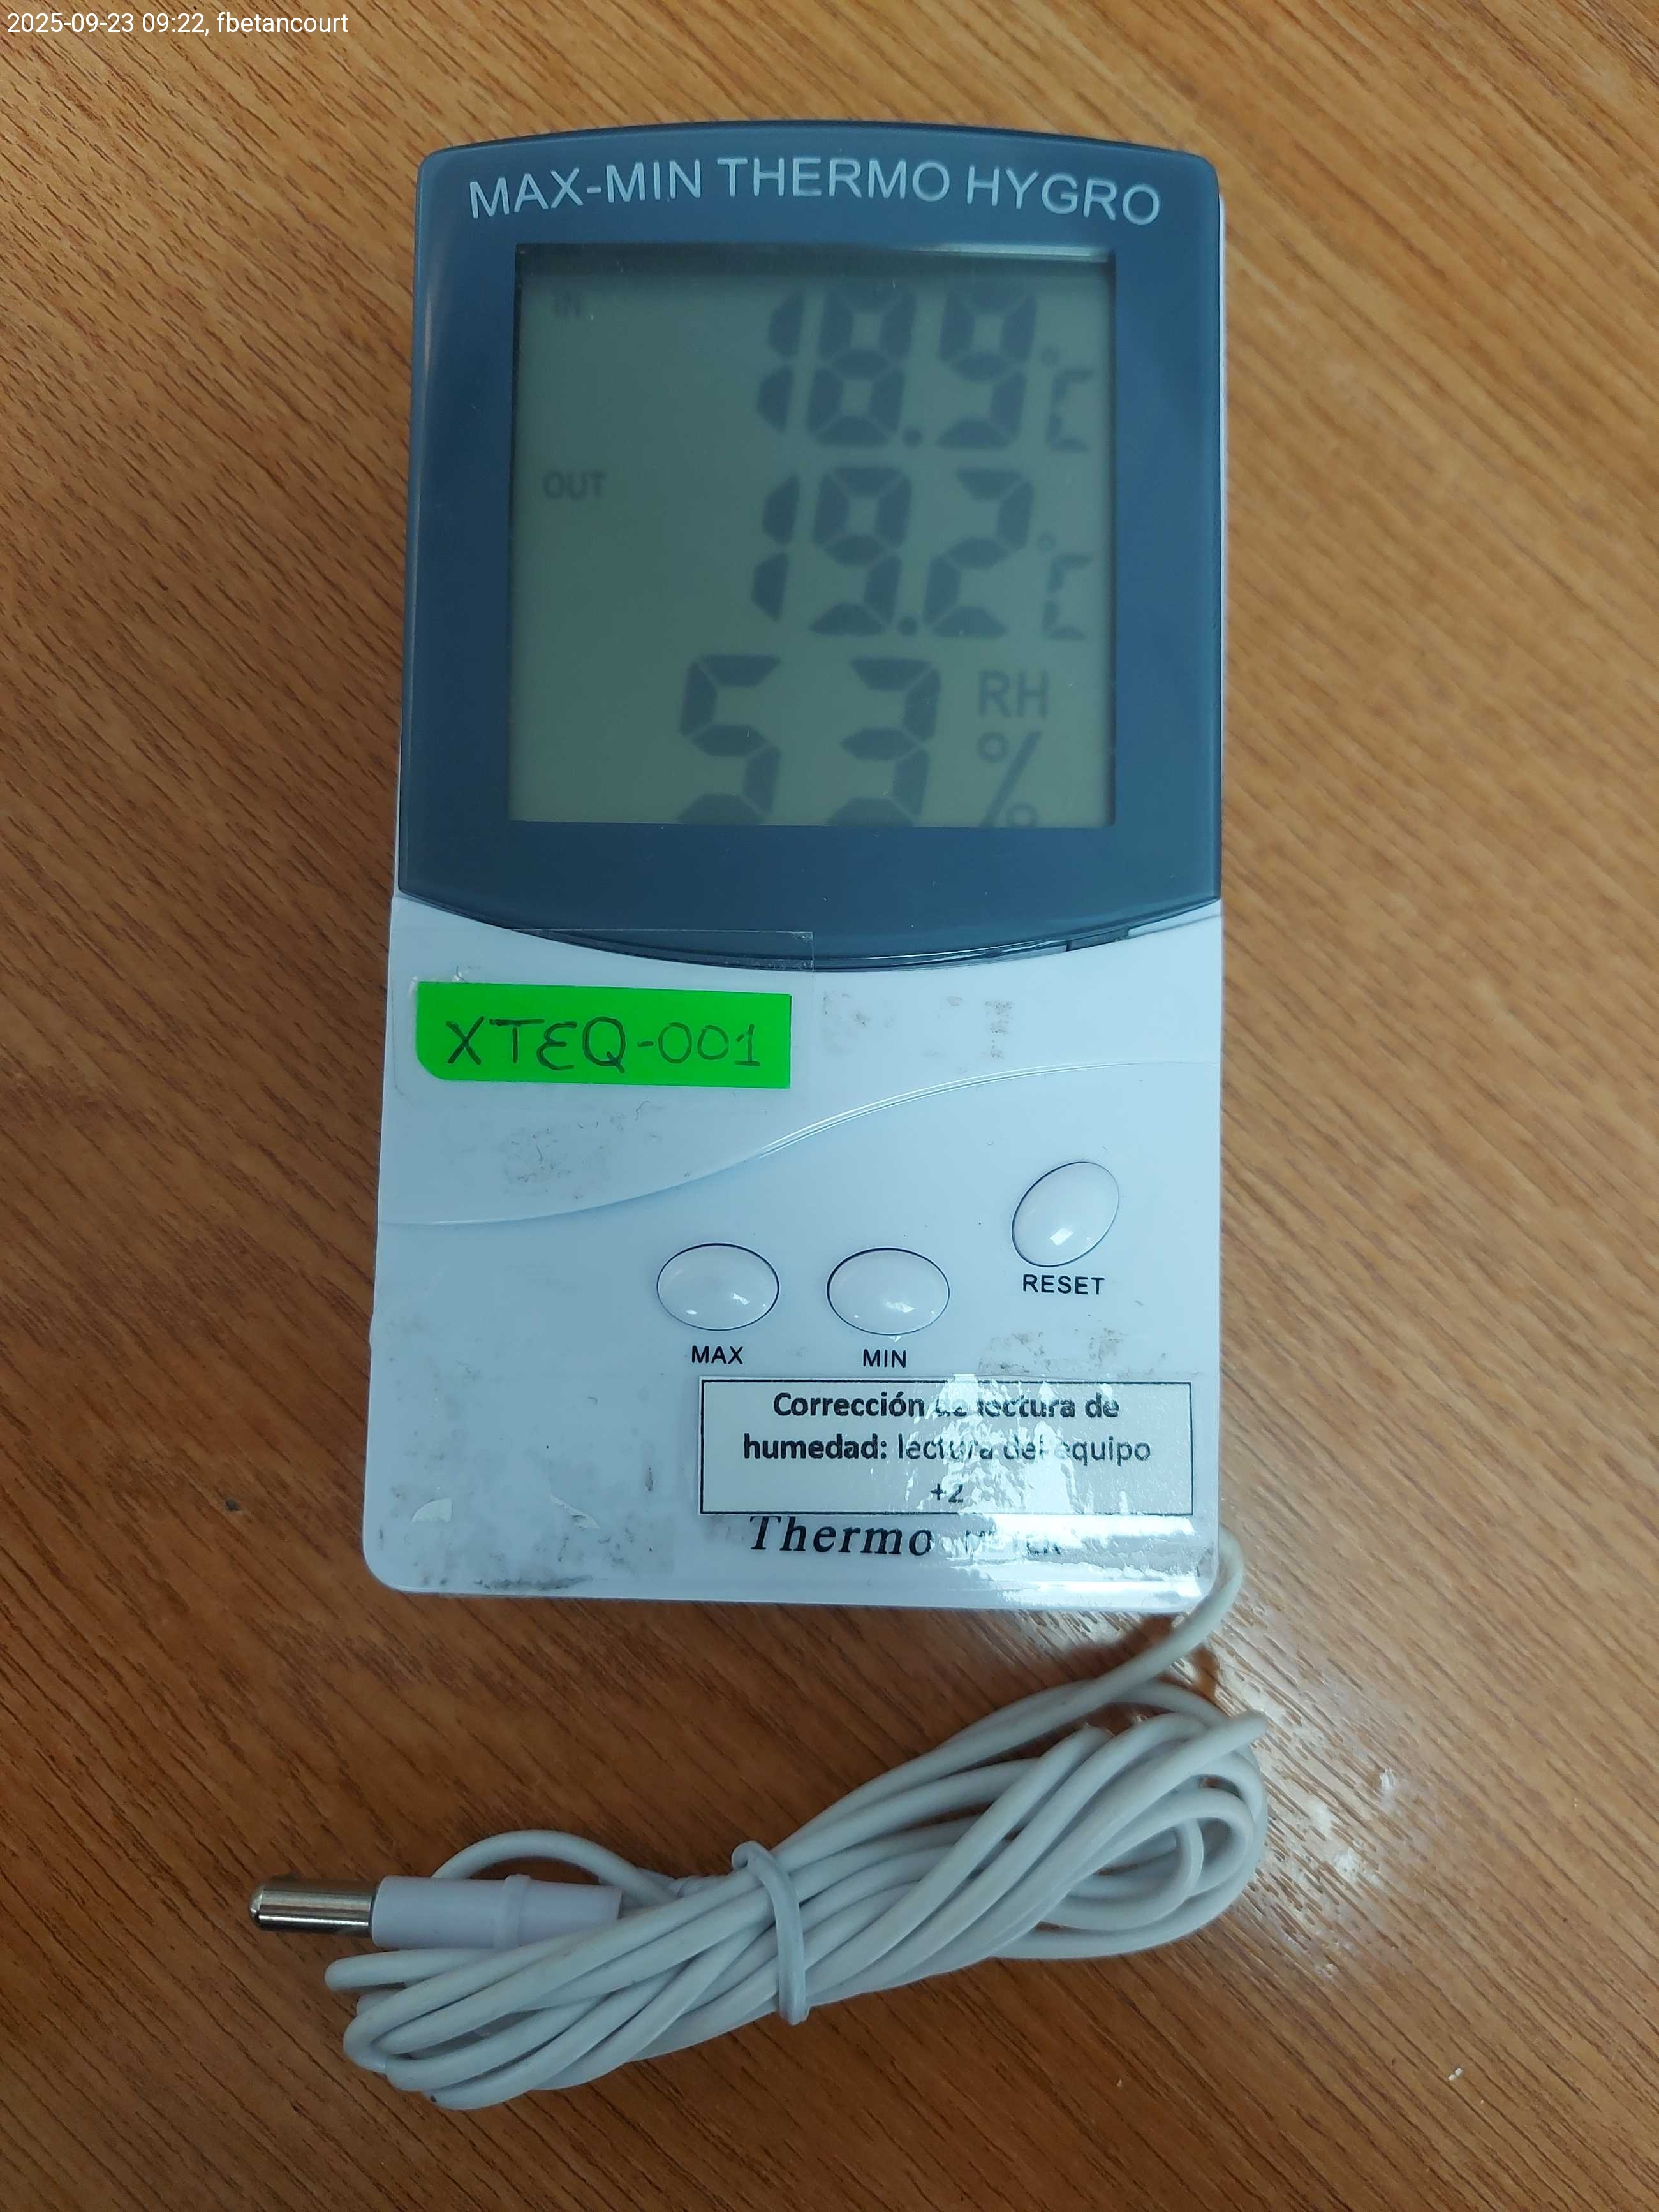 2025-09-23 09:22, fbetancourt
MAX-MIN THERMO HYGRO
IN
18.9 °C
OUT
19.2 °C
53 RH %
XTEQ-001
RESET
MAX
MIN
Corrección de lectura de
humedad: lectura del equipo
+2
Thermo METER